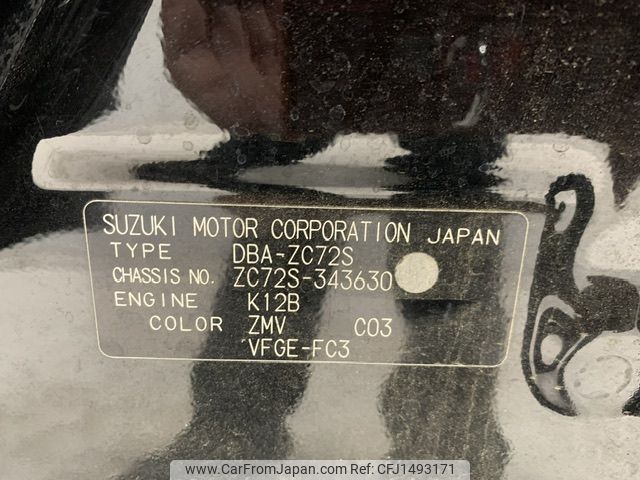 SUZUKI MOTOR CORPORATION JAPAN
TYPE DBA-ZC72S
CHASSIS NO. ZC72S-343630
ENGINE K12B
COLOR ZMV C03
VFGE-FC3
www.CarFromJapan.com CFJ1493171